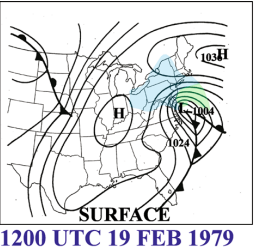 1036 H
H
L 1004
1024
SURFACE
1200 UTC 19 FEB 1979